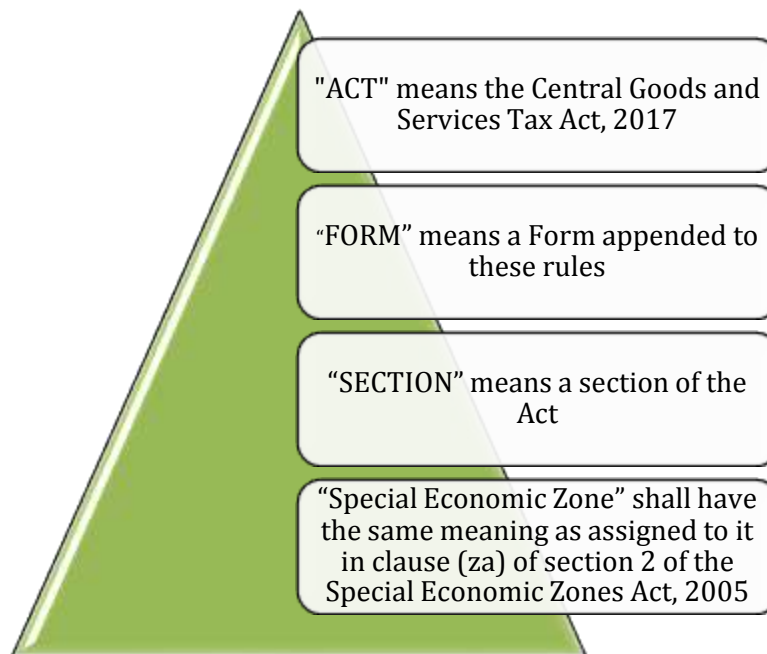 "ACT" means the Central Goods and
Services Tax Act, 2017
“FORM” means a Form appended to
these rules
“SECTION” means a section of the
Act
“Special Economic Zone” shall have
the same meaning as assigned to it
in clause (za) of section 2 of the
Special Economic Zones Act, 2005